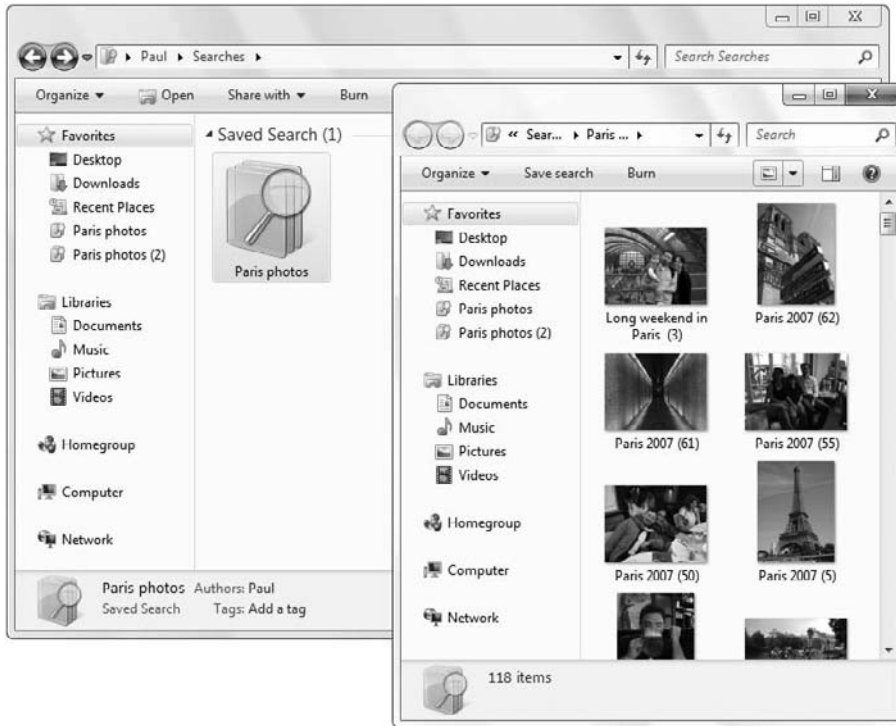 Paul ▸ Searches ▸
Search Searches
Organize ▾ Open Share with ▾ Burn
Favorites
Desktop
Downloads
Recent Places
Paris photos
Paris photos (2)
Libraries
Documents
Music
Pictures
Videos
Homegroup
Computer
Network
Saved Search (1)
Paris photos
Paris photos Authors: Paul
Saved Search Tags: Add a tag
« Sear... ▸ Paris ... ▸
Search
Organize ▾ Save search Burn
Favorites
Desktop
Downloads
Recent Places
Paris photos
Paris photos (2)
Libraries
Documents
Music
Pictures
Videos
Homegroup
Computer
Network
Long weekend in
Paris (3)
Paris 2007 (62)
Paris 2007 (61)
Paris 2007 (55)
Paris 2007 (50)
Paris 2007 (5)
118 items